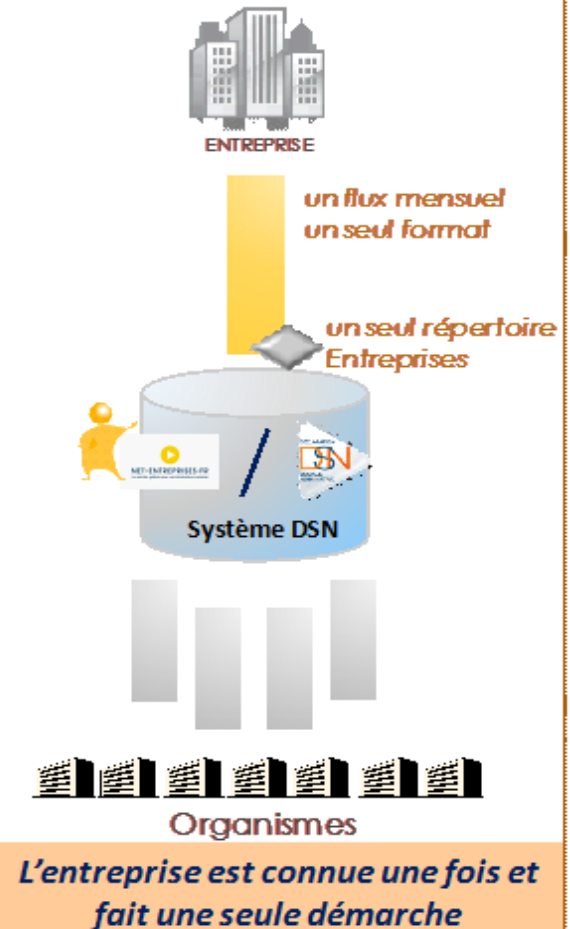 ENTREPRISE
un flux mensuel
un seul format
un seul répertoire
Entreprises
NET-ENTREPRISES.FR
DSN
Système DSN
Organismes
L'entreprise est connue une fois et
fait une seule démarche